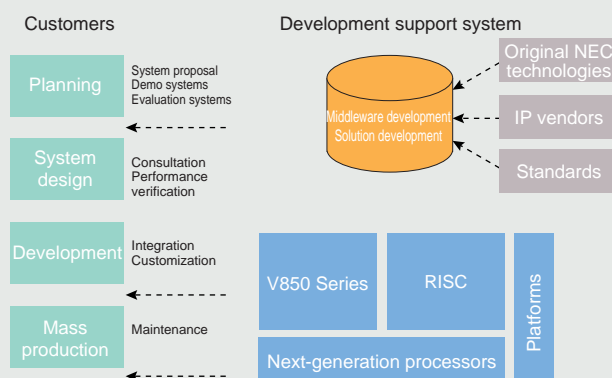 Customers
Planning
System proposal
Demo systems
Evaluation systems
System
design
Consultation
Performance
verification
Development
Integration
Customization
Mass
production
Maintenance
Development support system
Middleware development
Solution development
Original NEC
technologies
IP vendors
Standards
V850 Series
RISC
Platforms
Next-generation processors